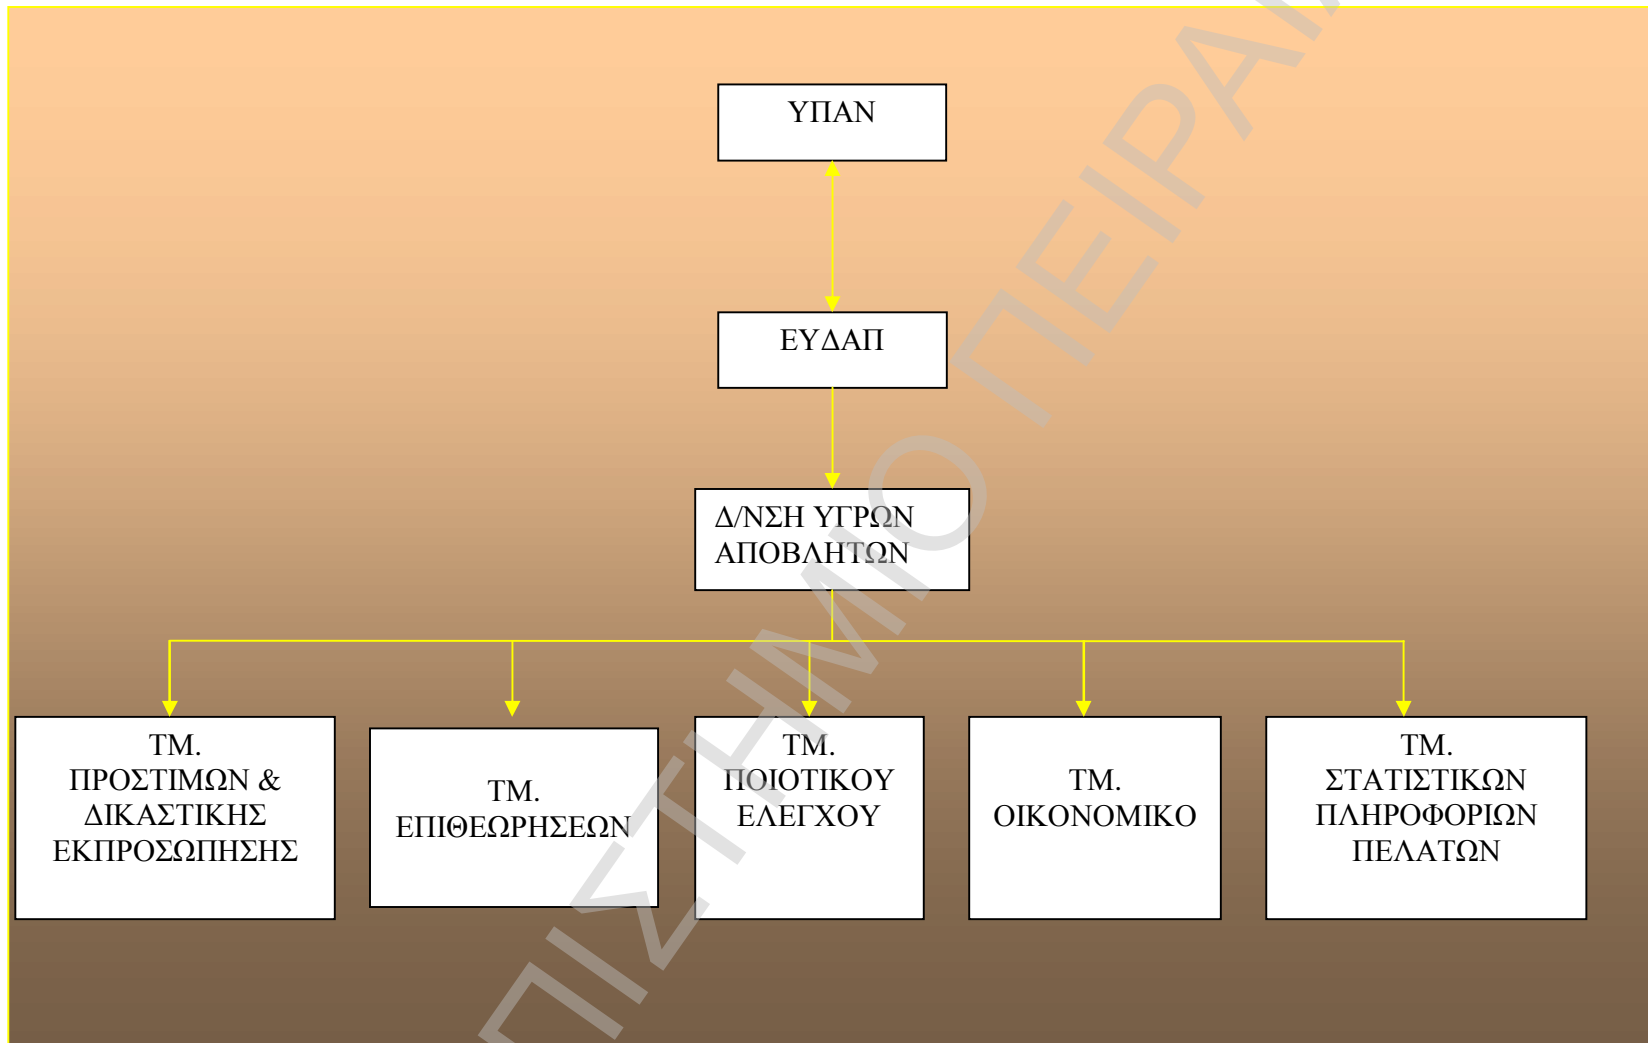 ΥΠΑΝ
ΕΥΔΑΠ
Δ/ΝΣΗ ΥΓΡΩΝ
ΑΠΟΒΛΗΤΩΝ
ΤΜ.
ΠΡΟΣΤΙΜΩΝ &
ΔΙΚΑΣΤΙΚΗΣ
ΕΚΠΡΟΣΩΠΗΣΗΣ
ΤΜ.
ΕΠΙΘΕΩΡΗΣΕΩΝ
ΤΜ.
ΠΟΙΟΤΙΚΟΥ
ΕΛΕΓΧΟΥ
ΤΜ.
ΟΙΚΟΝΟΜΙΚΟ
ΤΜ.
ΣΤΑΤΙΣΤΙΚΩΝ
ΠΛΗΡΟΦΟΡΙΩΝ
ΠΕΛΑΤΩΝ
ΠΙΣΤΗΜΙΟ ΠΕΙΡΑΙ